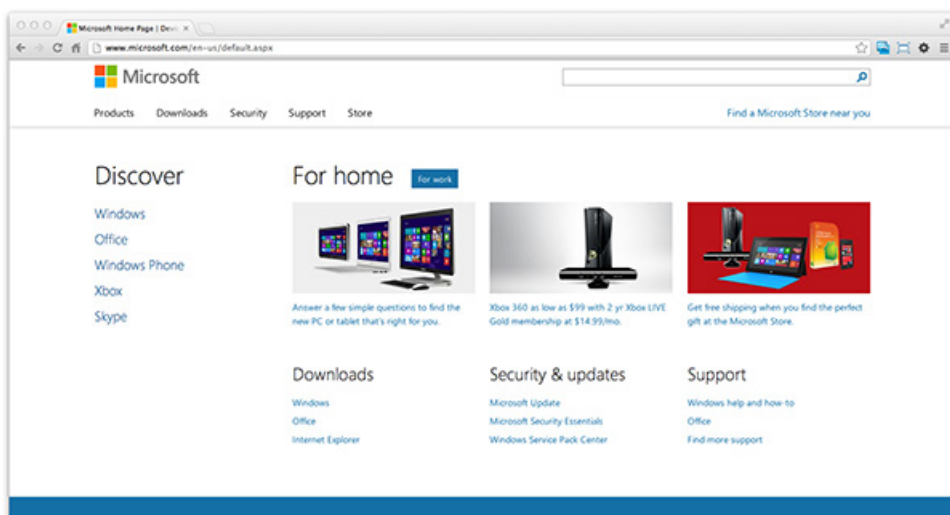 Microsoft Home Page | Devi
www.microsoft.com/en-us/default.aspx
Microsoft
Products Downloads Security Support Store
Find a Microsoft Store near you
Discover
Windows
Office
Windows Phone
Xbox
Skype
For home
For work
Answer a few simple questions to find the
new PC or tablet that's right for you.
Xbox 360 as low as $99 with 2 yr Xbox LIVE
Gold membership at $14.99/mo.
Get free shipping when you find the perfect
gift at the Microsoft Store.
Downloads
Windows
Office
Internet Explorer
Security & updates
Microsoft Update
Microsoft Security Essentials
Windows Service Pack Center
Support
Windows help and how-to
Office
Find more support